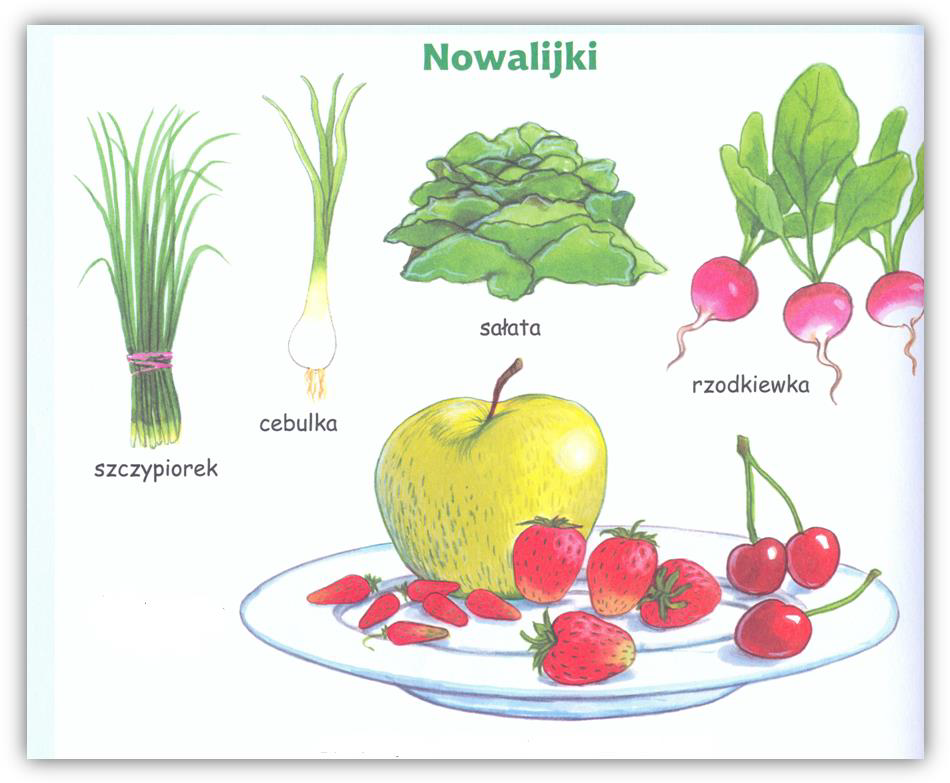 Nowalijki
szczypiorek
cebulka
sałata
rzodkiewka